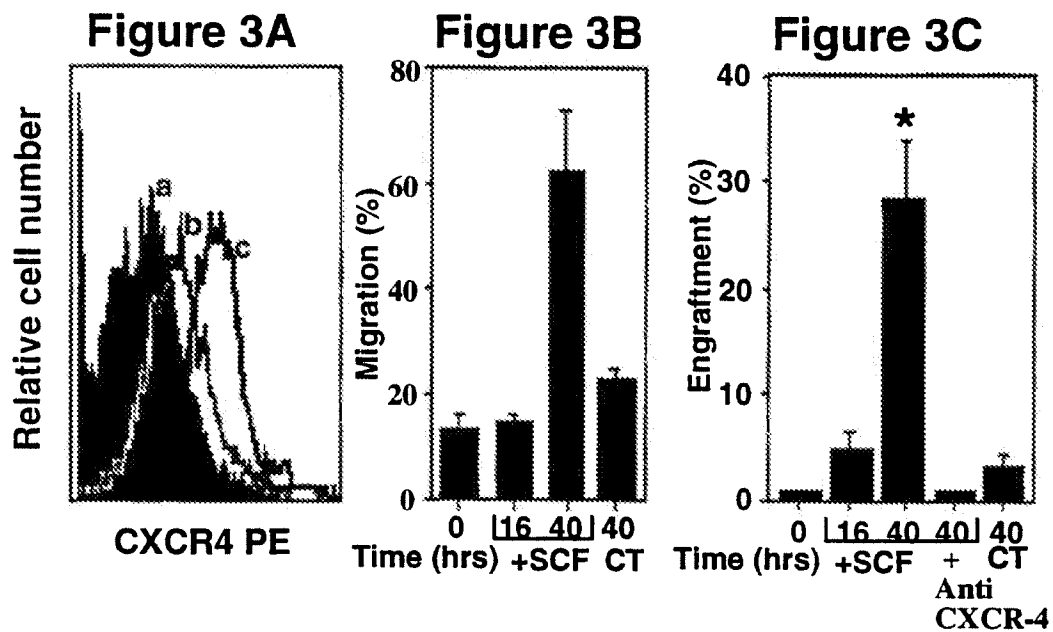 Figure 3A
Relative cell number
a
b
c
CXCR4 PE
Figure 3B
Migration (%)
80
60
40
20
0
0 16 40 40
Time (hrs) +SCF CT
Figure 3C
*
Engraftment (%)
40
30
20
10
0
0 16 40 40 40
Time (hrs) +SCF + CT
Anti
CXCR-4